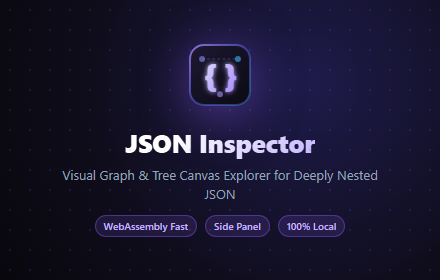 {}
JSON Inspector
Visual Graph & Tree Canvas Explorer for Deeply Nested
JSON
WebAssembly Fast
Side Panel
100% Local